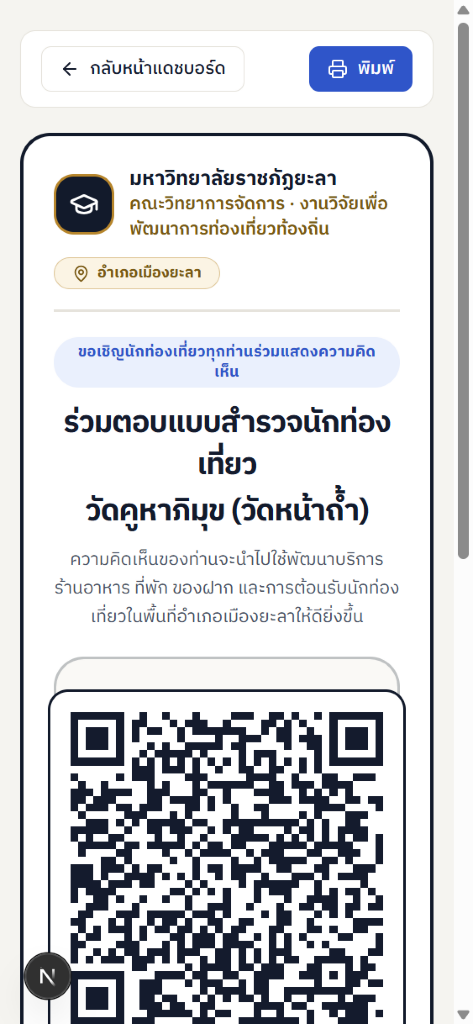 กลับหน้าแดชบอร์ด
พิมพ์
มหาวิทยาลัยราชภัฏยะลา
คณะวิทยาการจัดการ · งานวิจัยเพื่อ
พัฒนาการท่องเที่ยวท้องถิ่น
อำเภอเมืองยะลา
ขอเชิญนักท่องเที่ยวทุกท่านร่วมแสดงความคิด
เห็น
ร่วมตอบแบบสำรวจนักท่อง
เที่ยว
วัดคูหาภิมุข (วัดหน้าถ้ำ)
ความคิดเห็นของท่านจะนำไปใช้พัฒนาบริการ
ร้านอาหาร ที่พัก ของฝาก และการต้อนรับนักท่อง
เที่ยวในพื้นที่อำเภอเมืองยะลาให้ดียิ่งขึ้น
N